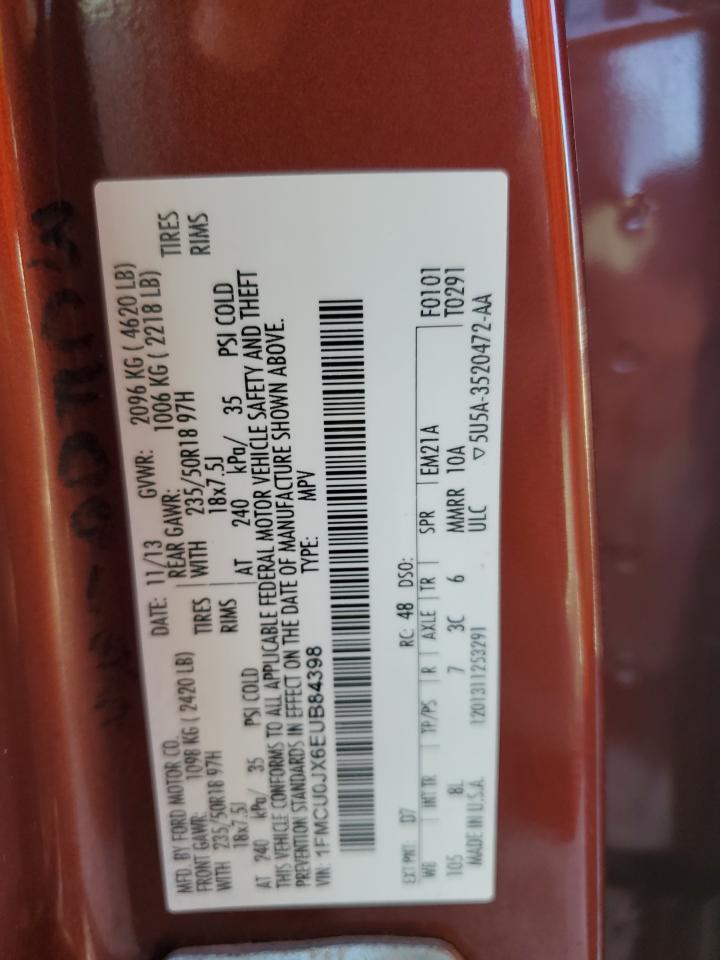 MFD. BY FORD MOTOR CO. DATE: 11/13 GVWR: 2096 KG ( 4620 LB)
FRONT GAWR: 1098 KG ( 2420 LB) REAR GAWR: 1006 KG ( 2218 LB)
WITH 235/50R18 97H TIRES WITH 235/50R18 97H TIRES
18x7.5J RIMS 18x7.5J RIMS
AT 240 kPa/ 35 PSI COLD AT 240 kPa/ 35 PSI COLD
THIS VEHICLE CONFORMS TO ALL APPLICABLE FEDERAL MOTOR VEHICLE SAFETY AND THEFT
PREVENTION STANDARDS IN EFFECT ON THE DATE OF MANUFACTURE SHOWN ABOVE.
VIN: 1FMCU0JX6EUB84398 TYPE: MPV
EXT PNT: D7 RC: 48 DSO: F0101
WB INT TR TP/PS R AXLE TR SPR EM21A T0291
105 8L 7 3C 6 MMRR 10A
MADE IN U.S.A. 1201311253291 ULC ▽5U5A-3520472-AA